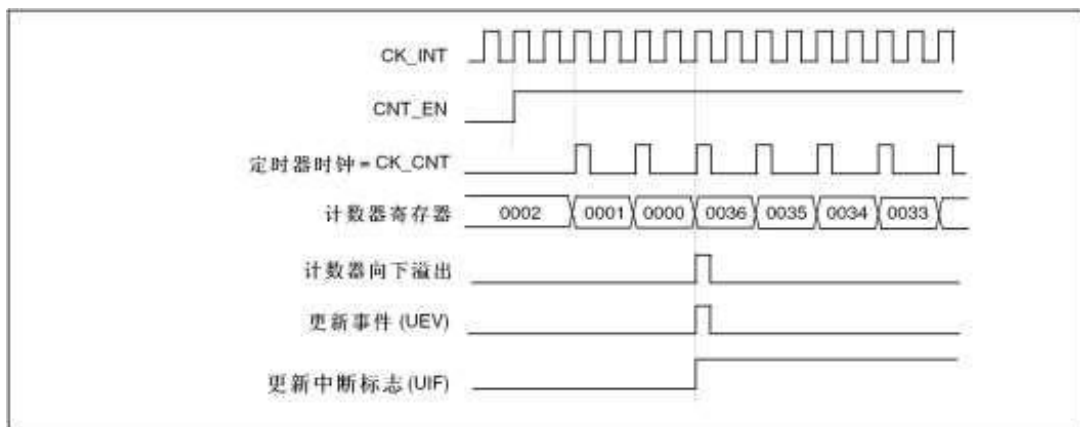 CK_INT
CNT_EN
定时器时钟 = CK_CNT
计数器寄存器 0002 0001 0000 0036 0035 0034 0033
计数器向下溢出
更新事件 (UEV)
更新中断标志 (UIF)